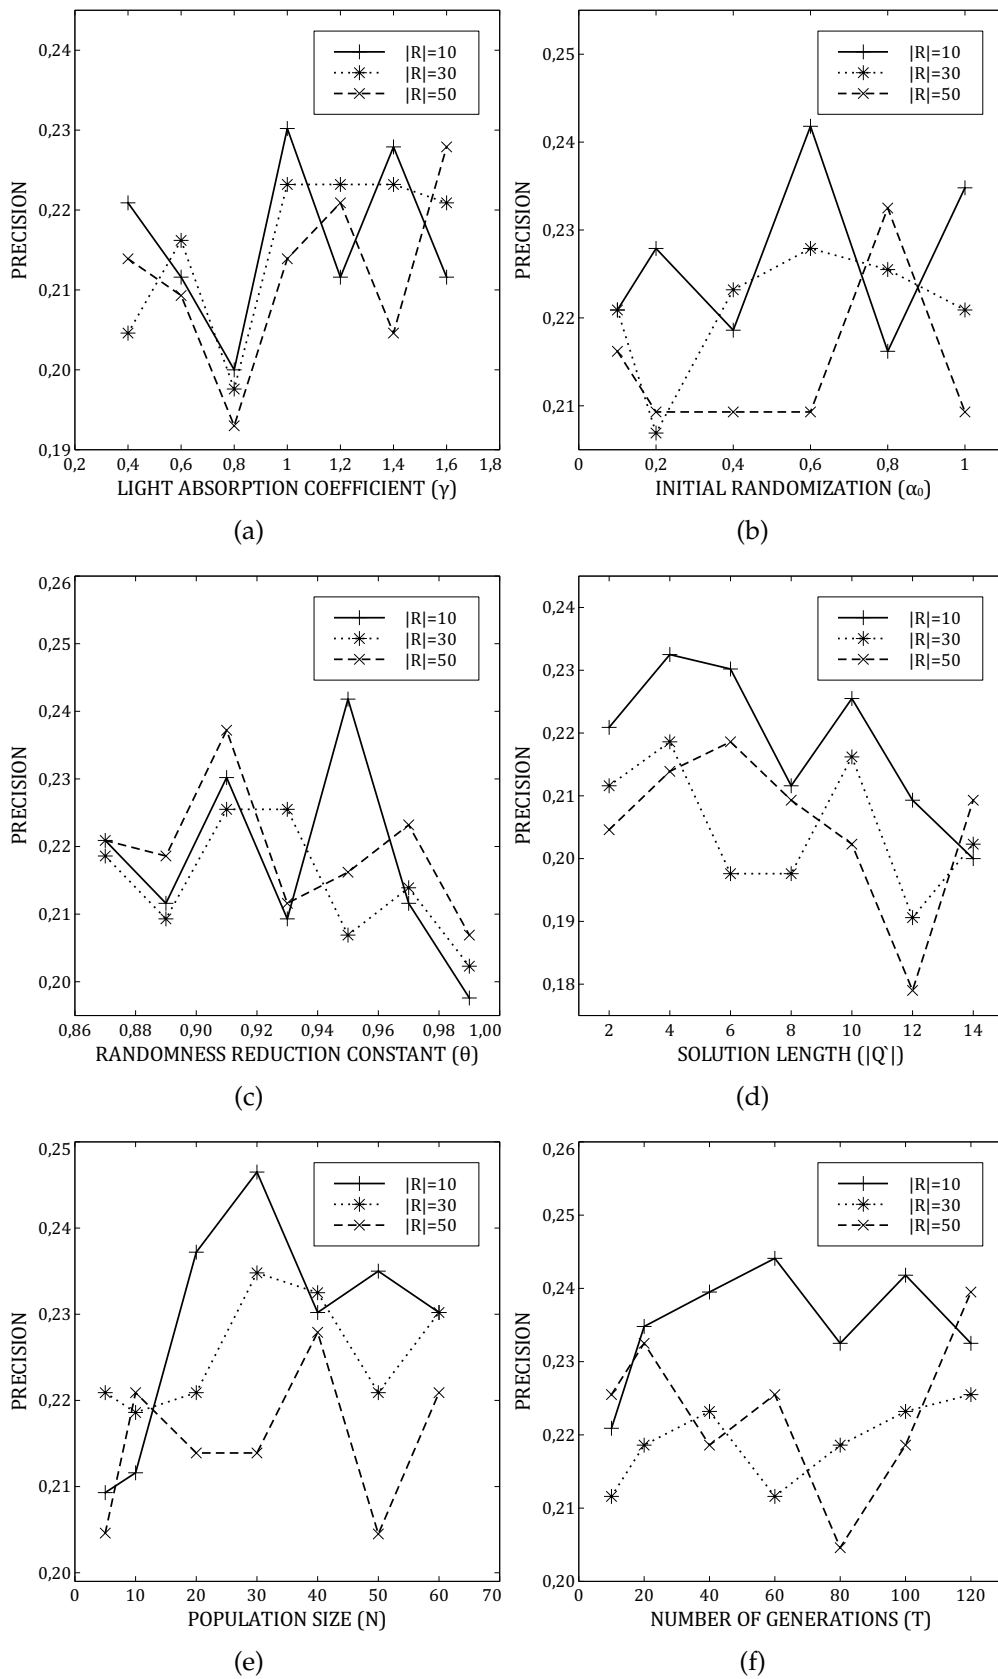 0,24
0,23
0,22
0,21
0,20
0,19
PRECISION
|R|=10
|R|=30
|R|=50
0,2 0,4 0,6 0,8 1 1,2 1,4 1,6 1,8
LIGHT ABSORPTION COEFFICIENT (γ)
(a)
0,25
0,24
0,23
0,22
0,21
PRECISION
|R|=10
|R|=30
|R|=50
0 0,2 0,4 0,6 0,8 1
INITIAL RANDOMIZATION (α₀)
(b)
0,26
0,25
0,24
0,23
0,22
0,21
0,20
PRECISION
|R|=10
|R|=30
|R|=50
0,86 0,88 0,90 0,92 0,94 0,96 0,98 1,00
RANDOMNESS REDUCTION CONSTANT (θ)
(c)
0,24
0,23
0,22
0,21
0,20
0,19
0,18
PRECISION
|R|=10
|R|=30
|R|=50
2 4 6 8 10 12 14
SOLUTION LENGTH (|Q`|)
(d)
0,25
0,24
0,23
0,22
0,21
0,20
PRECISION
|R|=10
|R|=30
|R|=50
0 10 20 30 40 50 60 70
POPULATION SIZE (N)
(e)
0,26
0,25
0,24
0,23
0,22
0,21
0,20
PRECISION
|R|=10
|R|=30
|R|=50
0 20 40 60 80 100 120
NUMBER OF GENERATIONS (T)
(f)